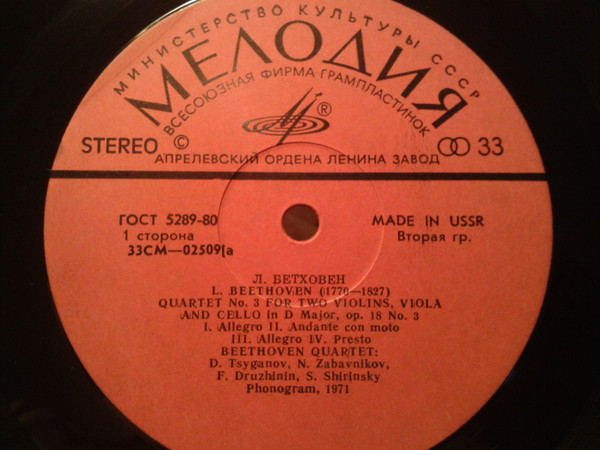 МИНИСТЕРСТВО КУЛЬТУРЫ СССР
МЕЛОДИЯ
ВСЕСОЮЗНАЯ ФИРМА ГРАМПЛАСТИНОК
®
STEREO © 33
АПРЕЛЕВСКИЙ ОРДЕНА ЛЕНИНА ЗАВОД
ГОСТ 5289-80 MADE IN USSR
1 сторона Вторая гр.
33СМ—02509(а
Л. БЕТХОВЕН
L. BEETHOVEN (1770—1827)
QUARTET No. 3 FOR TWO VIOLINS, VIOLA
AND CELLO in D Major, op. 18 No. 3
I. Allegro II. Andante con moto
III. Allegro IV. Presto
BEETHOVEN QUARTET:
D. Tsyganov, N. Zabavnikov,
F. Druzhinin, S. Shirinsky
Phonogram, 1971